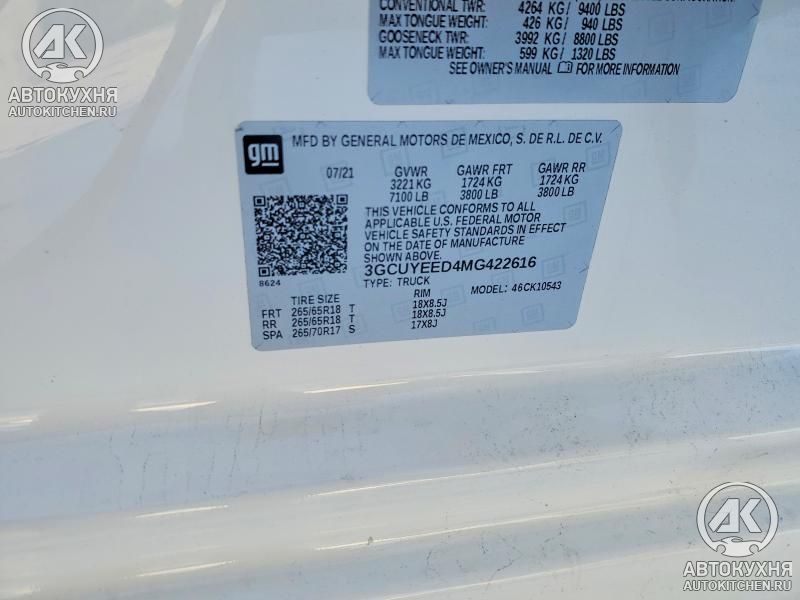 CONVENTIONAL TWR: 4264 KG / 9400 LBS
MAX TONGUE WEIGHT: 426 KG / 940 LBS
GOOSENECK TWR: 3992 KG / 8800 LBS
MAX TONGUE WEIGHT: 599 KG / 1320 LBS
SEE OWNER'S MANUAL FOR MORE INFORMATION
AK
АВТОКУХНЯ
AUTOKITCHEN.RU
gm
MFD BY GENERAL MOTORS DE MEXICO, S. DE R.L. DE C.V.
07/21 GVWR GAWR FRT GAWR RR
3221 KG 1724 KG 1724 KG
7100 LB 3800 LB 3800 LB
THIS VEHICLE CONFORMS TO ALL
APPLICABLE U.S. FEDERAL MOTOR
VEHICLE SAFETY STANDARDS IN EFFECT
ON THE DATE OF MANUFACTURE SHOWN ABOVE.
3GCUYEED4MG422616
8624
TYPE: TRUCK MODEL: 46CK10543
TIRE SIZE RIM
FRT 265/65R18 T 18X8.5J
RR 265/65R18 T 18X8.5J
SPA 265/70R17 S 17X8J
AK
АВТОКУХНЯ
AUTOKITCHEN.RU